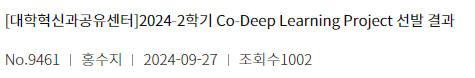 [대학혁신과공유센터]2024-2학기 Co-Deep Learning Project 선발 결과
No.9461 | 홍수지 | 2024-09-27 | 조회수1002